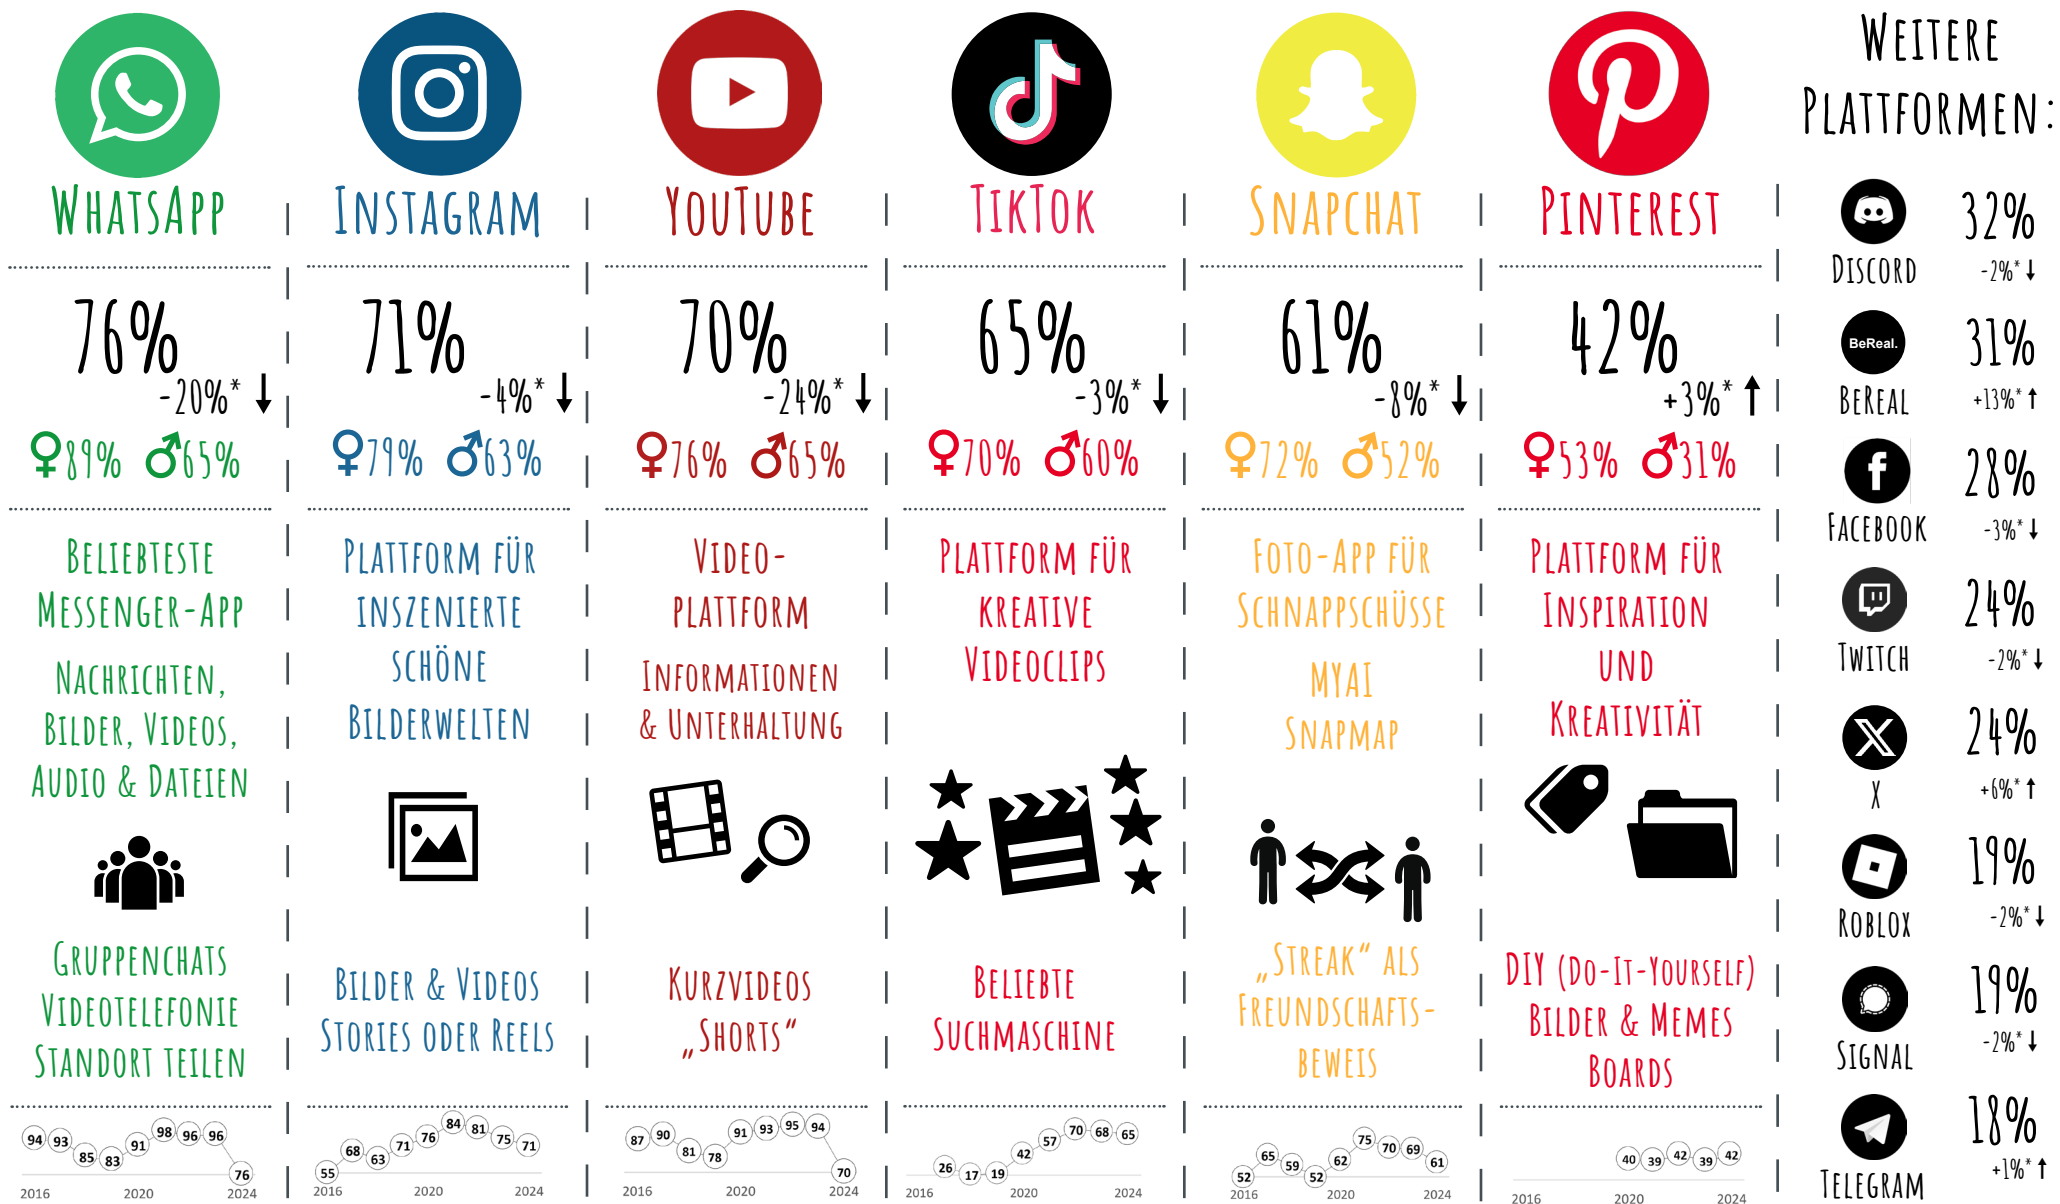 WhatsApp
76%
-20%* ↓
♀89% ♂65%
Beliebteste
Messenger-App
Nachrichten,
Bilder, Videos,
Audio & Dateien
Gruppenchats
Videotelefonie
Standort teilen
94 93 85 83 91 98 96 96 76
2016 2020 2024
Instagram
71%
-4%* ↓
♀79% ♂63%
Plattform für
inszenierte
schöne
Bilderwelten
Bilder & Videos
Stories oder Reels
55 68 63 71 76 84 81 75 71
2016 2020 2024
YouTube
70%
-24%* ↓
♀76% ♂65%
Video-
plattform
Informationen
& Unterhaltung
Kurzvideos
„Shorts“
87 90 81 78 91 93 95 94 70
2016 2020 2024
TikTok
65%
-3%* ↓
♀70% ♂60%
Plattform für
kreative
Videoclips
Beliebte
Suchmaschine
26 17 19 42 57 70 68 65
2016 2020 2024
Snapchat
61%
-8%* ↓
♀72% ♂52%
Foto-App für
Schnappschüsse
MyAI
Snapmap
„Streak“ als
Freundschafts-
beweis
52 65 59 52 62 75 70 69 61
2016 2020 2024
Pinterest
42%
+3%* ↑
♀53% ♂31%
Plattform für
Inspiration
und
Kreativität
DIY (Do-It-Yourself)
Bilder & Memes
Boards
40 39 42 39 42
2016 2020 2024
Weitere
Plattformen:
32%
Discord -2%* ↓
BeReal. 31%
BeReal +13%* ↑
28%
Facebook -3%* ↓
24%
Twitch -2%* ↓
24%
X +6%* ↑
19%
Roblox -2%* ↓
19%
Signal -2%* ↓
18%
Telegram +1%* ↑